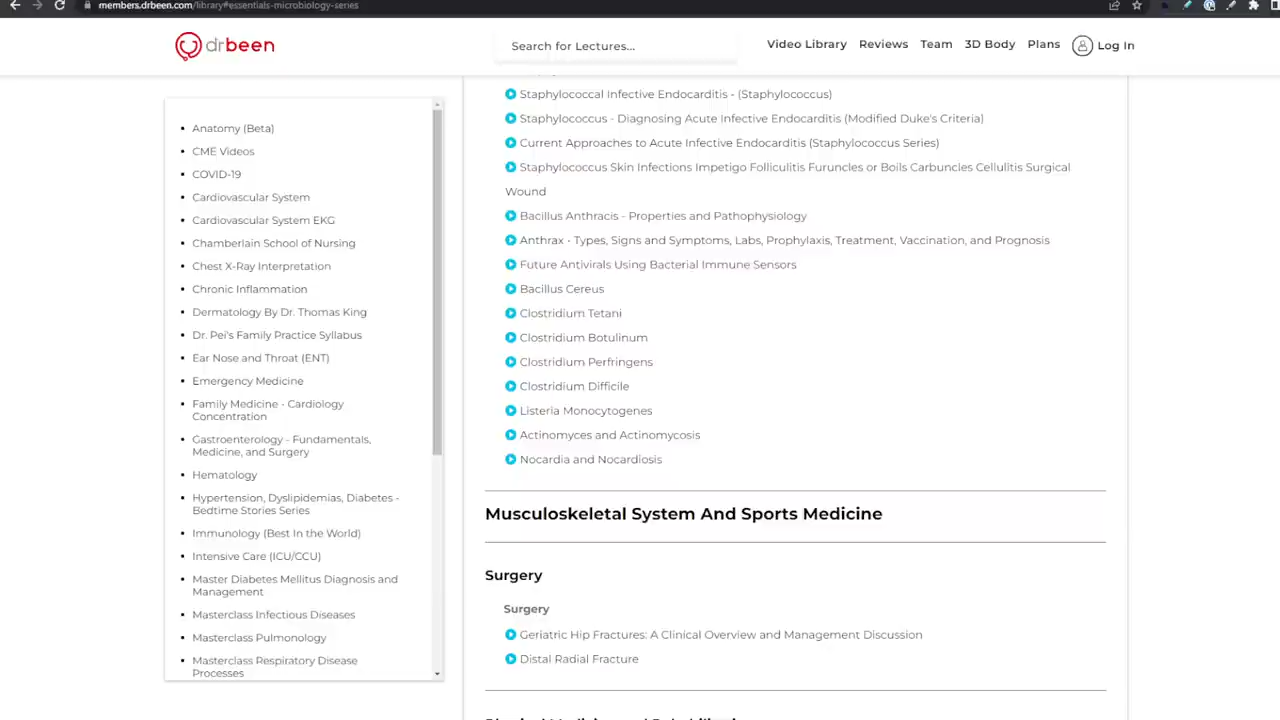 members.drbeen.com/library#essentials-microbiology-series
drbeen
Search for Lectures...
Video Library
Reviews
Team
3D Body
Plans
Log In
Anatomy (Beta)
CME Videos
COVID-19
Cardiovascular System
Cardiovascular System EKG
Chamberlain School of Nursing
Chest X-Ray Interpretation
Chronic Inflammation
Dermatology By Dr. Thomas King
Dr. Pei's Family Practice Syllabus
Ear Nose and Throat (ENT)
Emergency Medicine
Family Medicine - Cardiology
Concentration
Gastroenterology - Fundamentals,
Medicine, and Surgery
Hematology
Hypertension, Dyslipidemias, Diabetes -
Bedtime Stories Series
Immunology (Best In the World)
Intensive Care (ICU/CCU)
Master Diabetes Mellitus Diagnosis and
Management
Masterclass Infectious Diseases
Masterclass Pulmonology
Masterclass Respiratory Disease
Processes
Staphylococcal Infective Endocarditis - (Staphylococcus)
Staphylococcus - Diagnosing Acute Infective Endocarditis (Modified Duke's Criteria)
Current Approaches to Acute Infective Endocarditis (Staphylococcus Series)
Staphylococcus Skin Infections Impetigo Folliculitis Furuncles or Boils Carbuncles Cellulitis Surgical
Wound
Bacillus Anthracis - Properties and Pathophysiology
Anthrax - Types, Signs and Symptoms, Labs, Prophylaxis, Treatment, Vaccination, and Prognosis
Future Antivirals Using Bacterial Immune Sensors
Bacillus Cereus
Clostridium Tetani
Clostridium Botulinum
Clostridium Perfringens
Clostridium Difficile
Listeria Monocytogenes
Actinomyces and Actinomycosis
Nocardia and Nocardiosis
Musculoskeletal System And Sports Medicine
Surgery
Surgery
Geriatric Hip Fractures: A Clinical Overview and Management Discussion
Distal Radial Fracture